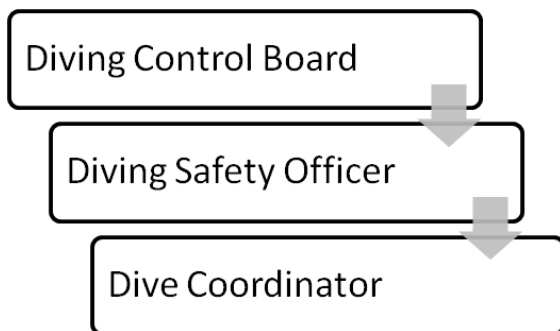 Diving Control Board
Diving Safety Officer
Dive Coordinator